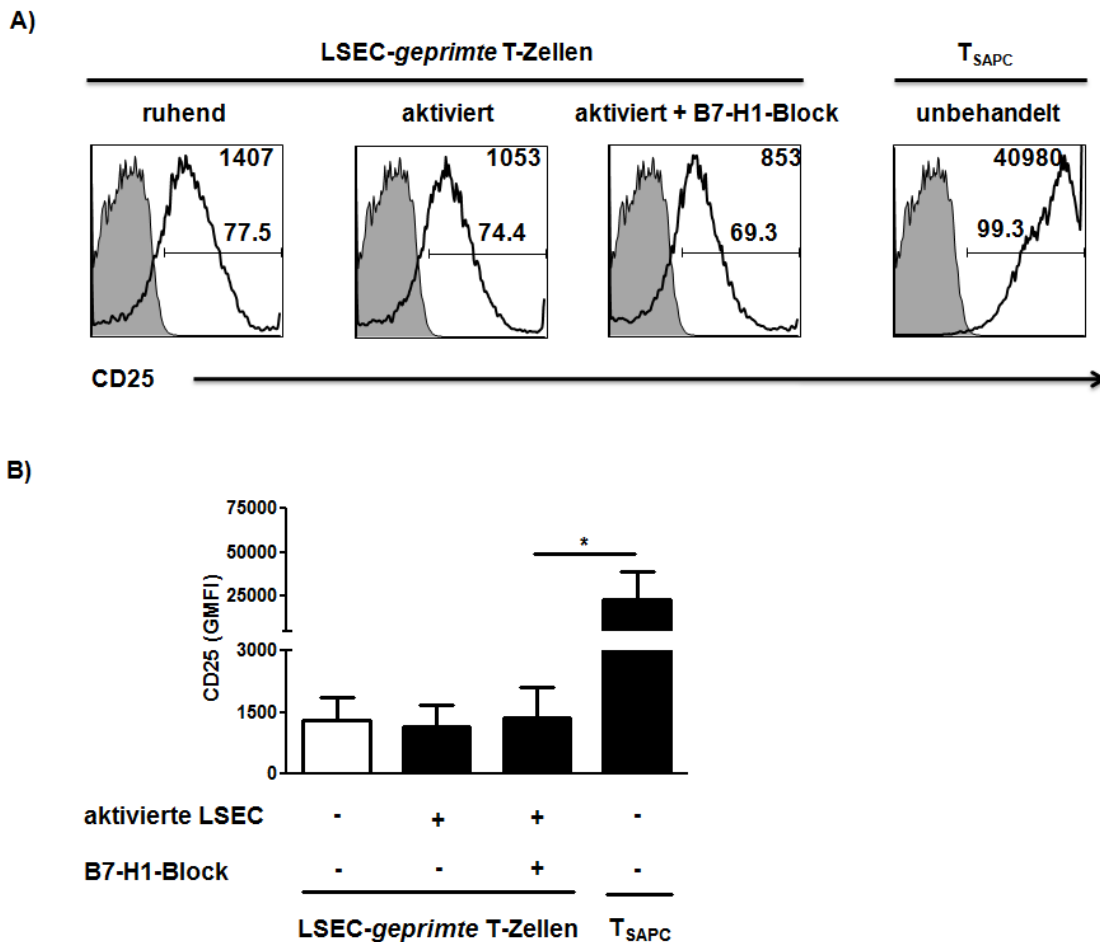 A)
LSEC-geprimte T-Zellen TSAPC
ruhend aktiviert aktiviert + B7-H1-Block unbehandelt
1407 1053 853 40980
77.5 74.4 69.3 99.3
CD25
B)
75000
50000
25000
3000
1500
0
CD25 (GMFI)
*
aktivierte LSEC - + + -
B7-H1-Block - - + -
LSEC-geprimte T-Zellen TSAPC